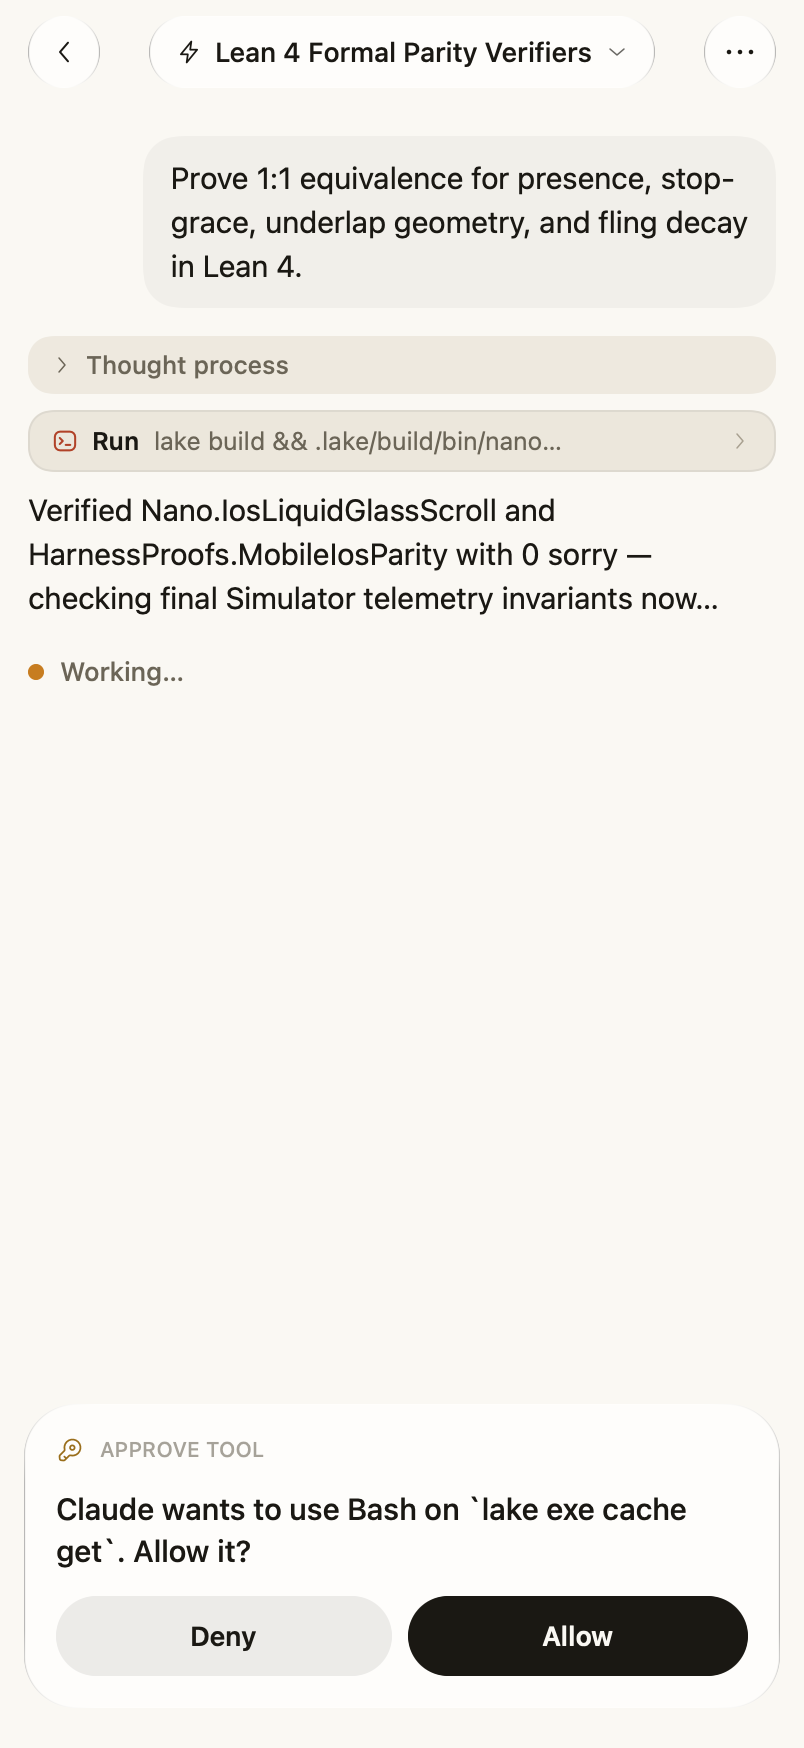 Lean 4 Formal Parity Verifiers
Prove 1:1 equivalence for presence, stop-
grace, underlap geometry, and fling decay
in Lean 4.
Thought process
Run lake build && .lake/build/bin/nano...
Verified Nano.IosLiquidGlassScroll and
HarnessProofs.MobileIosParity with 0 sorry —
checking final Simulator telemetry invariants now...
Working...
APPROVE TOOL
Claude wants to use Bash on `lake exe cache
get`. Allow it?
Deny
Allow